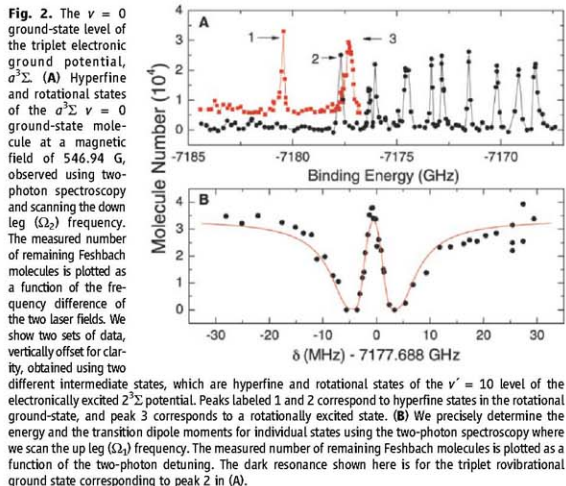 Fig. 2. The v = 0
ground-state level of
the triplet electronic
ground potential,
a³Σ. (A) Hyperfine
and rotational states
of the a³Σ v = 0
ground-state mole-
cule at a magnetic
field of 546.94 G,
observed using two-
photon spectroscopy
and scanning the down
leg (Ω₂) frequency.
The measured number
of remaining Feshbach
molecules is plotted as
a function of the fre-
quency difference of
the two laser fields. We
show two sets of data,
vertically offset for clar-
ity, obtained using two
different intermediate states, which are hyperfine and rotational states of the v′ = 10 level of the
electronically excited 2³Σ potential. Peaks labeled 1 and 2 correspond to hyperfine states in the rotational
ground-state, and peak 3 corresponds to a rotationally excited state. (B) We precisely determine the
energy and the transition dipole moments for individual states using the two-photon spectroscopy where
we scan the up leg (Ω₁) frequency. The measured number of remaining Feshbach molecules is plotted as a
function of the two-photon detuning. The dark resonance shown here is for the triplet rovibrational
ground state corresponding to peak 2 in (A).
Molecule Number (10⁴)
A
4
3
2
1
0
1
2
3
-7185 -7180 -7175 -7170
Binding Energy (GHz)
B
4
3
2
1
0
-30 -20 -10 0 10 20 30
δ (MHz) - 7177.688 GHz